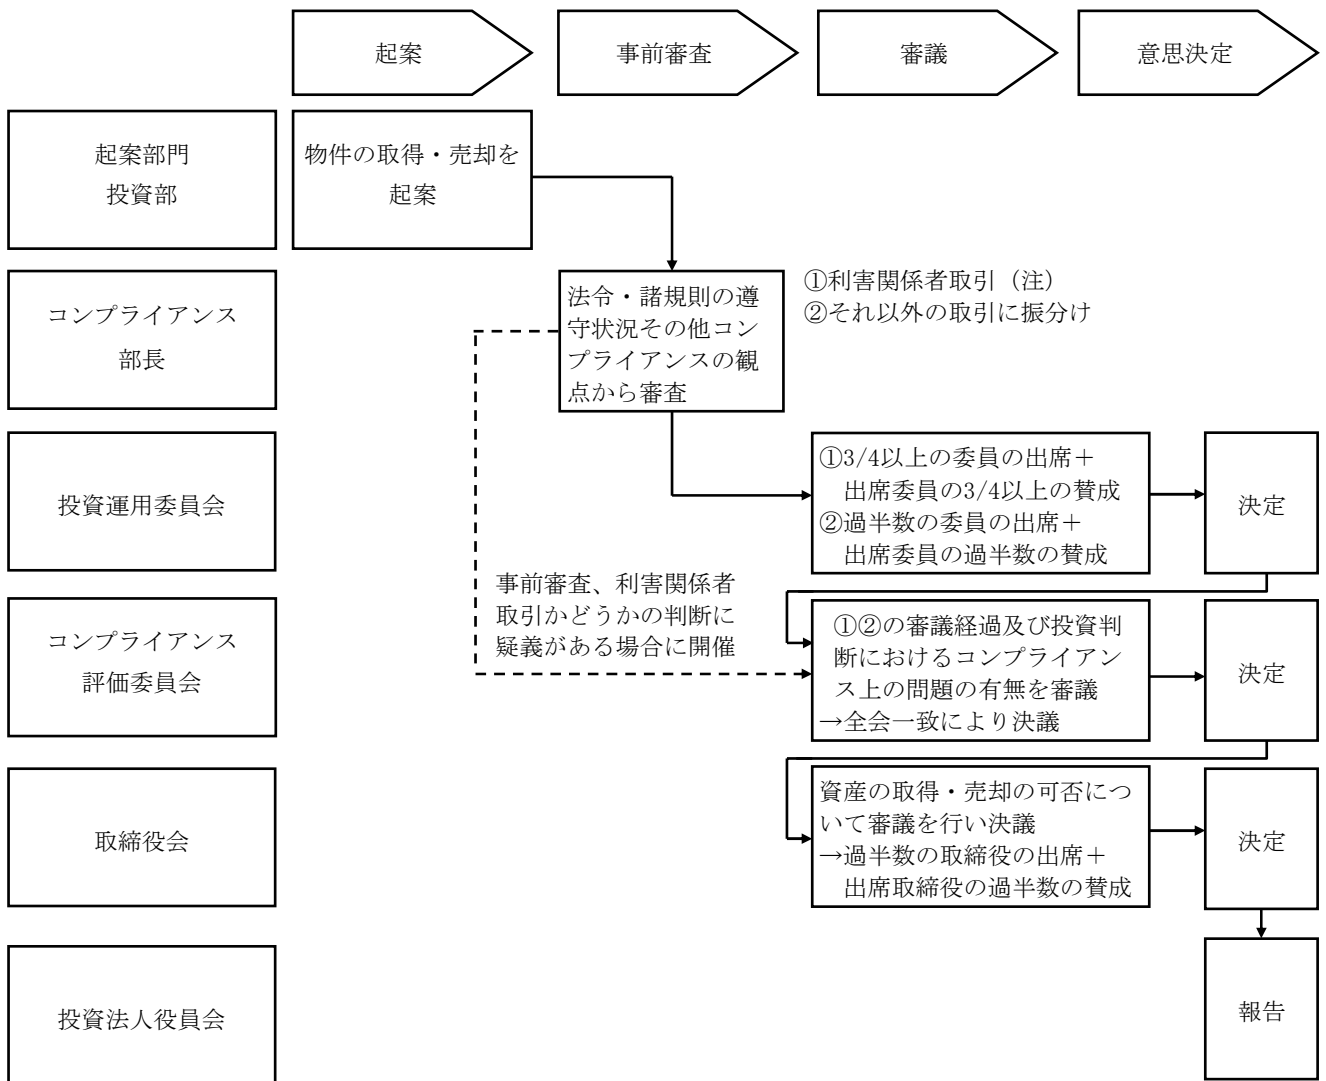 起案
事前審査
審議
意思決定
起案部門
投資部
物件の取得・売却を
起案
コンプライアンス
部長
法令・諸規則の遵
守状況その他コン
プライアンスの観
点から審査
①利害関係者取引（注）
②それ以外の取引に振分け
投資運用委員会
①3/4以上の委員の出席＋
出席委員の3/4以上の賛成
②過半数の委員の出席＋
出席委員の過半数の賛成
決定
事前審査、利害関係者
取引かどうかの判断に
疑義がある場合に開催
コンプライアンス
評価委員会
①②の審議経過及び投資判
断におけるコンプライアン
ス上の問題の有無を審議
→全会一致により決議
決定
取締役会
資産の取得・売却の可否につ
いて審議を行い決議
→過半数の取締役の出席＋
出席取締役の過半数の賛成
決定
投資法人役員会
報告